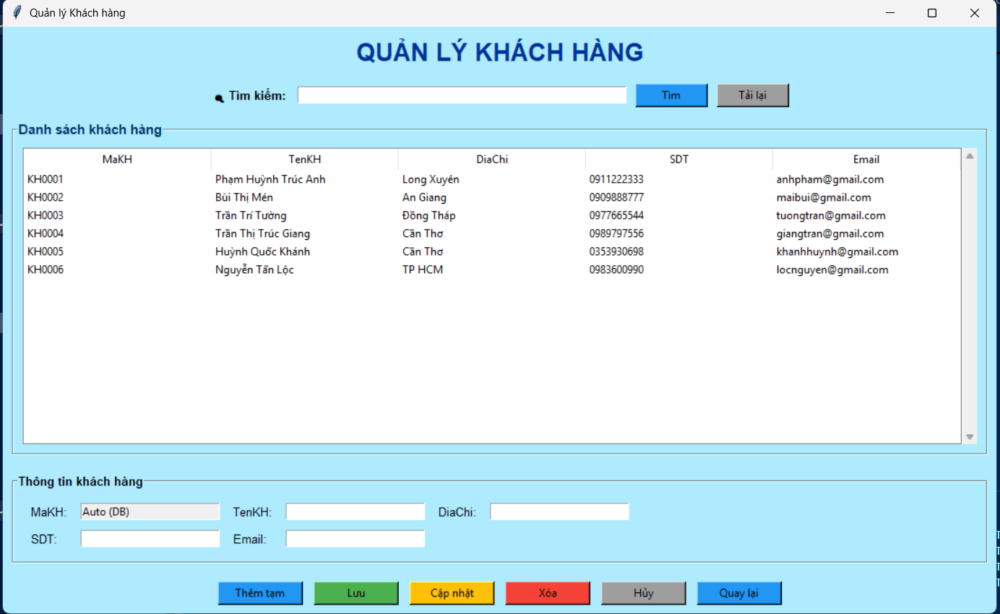 Quản lý Khách hàng
QUẢN LÝ KHÁCH HÀNG
Tìm kiếm: Tìm Tải lại
Danh sách khách hàng
MaKH TenKH DiaChi SDT Email
KH0001 Phạm Huỳnh Trúc Anh Long Xuyên 0911222333 anhpham@gmail.com
KH0002 Bùi Thị Mén An Giang 0909888777 maibui@gmail.com
KH0003 Trần Trí Tường Đồng Tháp 0977665544 tuongtran@gmail.com
KH0004 Trần Thị Trúc Giang Cần Thơ 0989797556 giangtran@gmail.com
KH0005 Huỳnh Quốc Khánh Cần Thơ 0353930698 khanhhuynh@gmail.com
KH0006 Nguyễn Tấn Lộc TP HCM 0983600990 locnguyen@gmail.com
Thông tin khách hàng
MaKH: Auto (DB) TenKH: DiaChi:
SDT: Email:
Thêm tạm Lưu Cập nhật Xóa Hủy Quay lại